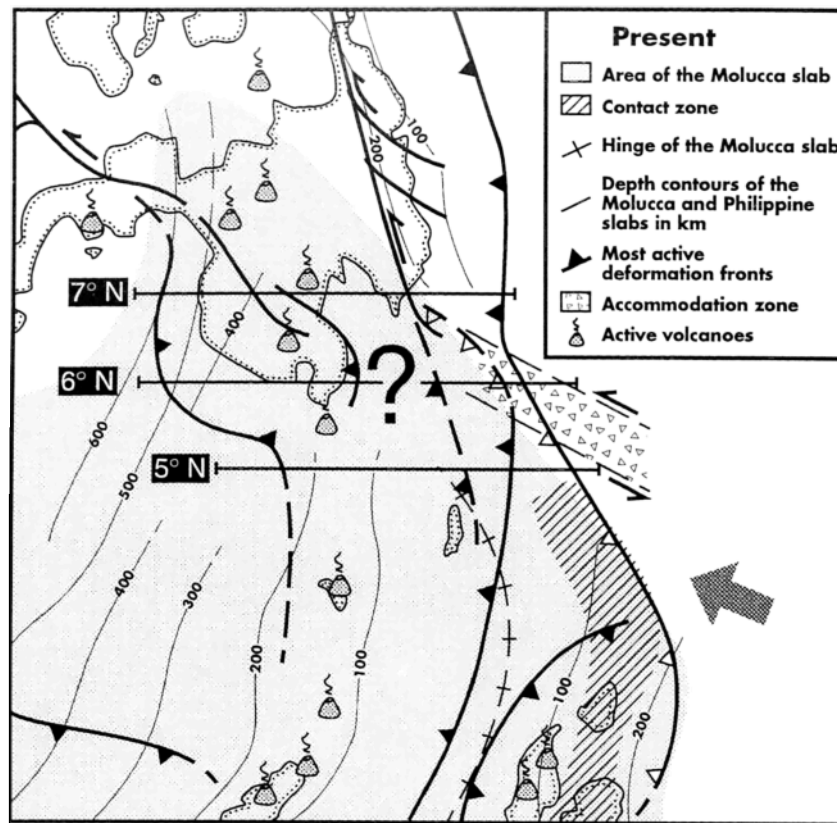 Present
Area of the Molucca slab
Contact zone
Hinge of the Molucca slab
Depth contours of the
Molucca and Philippine
slabs in km
Most active
deformation fronts
Accommodation zone
Active volcanoes
100
200
7° N
400
6° N
?
600
5° N
500
400
300
200
100
100
200